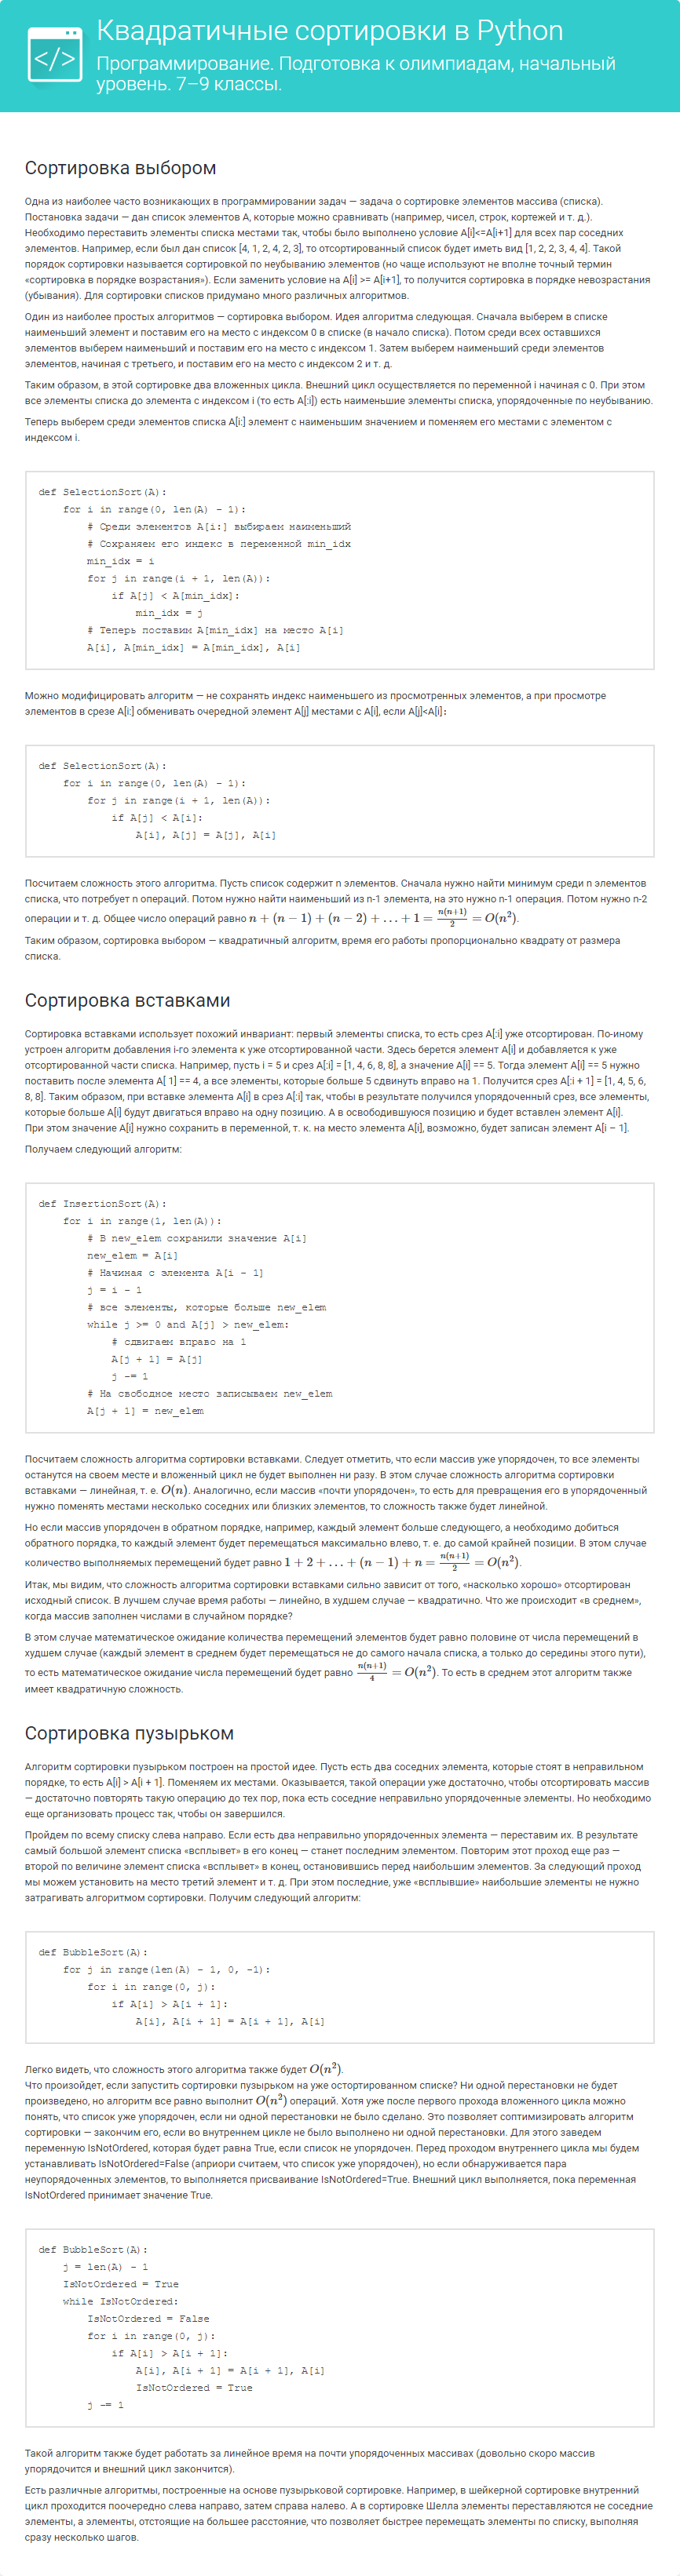 </>
Квадратичные сортировки в Python
Программирование. Подготовка к олимпиадам, начальный
уровень. 7–9 классы.
Сортировка выбором
Одна из наиболее часто возникающих в программировании задач — задача о сортировке элементов массива (списка).
Постановка задачи — дан список элементов A, которые можно сравнивать (например, чисел, строк, кортежей и т. д.).
Необходимо переставить элементы списка местами так, чтобы было выполнено условие A[i]<=A[i+1] для всех пар соседних
элементов. Например, если был дан список [4, 1, 2, 4, 2, 3], то отсортированный список будет иметь вид [1, 2, 2, 3, 4, 4]. Такой
порядок сортировки называется сортировкой по неубыванию элементов (но чаще используют не вполне точный термин
«сортировка в порядке возрастания»). Если заменить условие на A[i] >= A[i+1], то получится сортировка в порядке невозрастания
(убывания). Для сортировки списков придумано много различных алгоритмов.
Один из наиболее простых алгоритмов — сортировка выбором. Идея алгоритма следующая. Сначала выберем в списке
наименьший элемент и поставим его на место с индексом 0 в списке (в начало списка). Потом среди всех оставшихся
элементов выберем наименьший и поставим его на место с индексом 1. Затем выберем наименьший среди элементов
элементов, начиная с третьего, и поставим его на место с индексом 2 и т. д.
Таким образом, в этой сортировке два вложенных цикла. Внешний цикл осуществляется по переменной i начиная с 0. При этом
все элементы списка до элемента с индексом i (то есть A[:i]) есть наименьшие элементы списка, упорядоченные по неубыванию.
Теперь выберем среди элементов списка A[i:] элемент с наименьшим значением и поменяем его местами с элементом с
индексом i.
def SelectionSort(A):
    for i in range(0, len(A) - 1):
        # Среди элементов A[i:] выбираем наименьший
        # Сохраняем его индекс в переменной min_idx
        min_idx = i
        for j in range(i + 1, len(A)):
            if A[j] < A[min_idx]:
                min_idx = j
        # Теперь поставим A[min_idx] на место A[i]
        A[i], A[min_idx] = A[min_idx], A[i]
Можно модифицировать алгоритм — не сохранять индекс наименьшего из просмотренных элементов, а при просмотре
элементов в срезе A[i:] обменивать очередной элемент A[j] местами с A[i], если A[j]<A[i]:
def SelectionSort(A):
    for i in range(0, len(A) - 1):
        for j in range(i + 1, len(A)):
            if A[j] < A[i]:
                A[i], A[j] = A[j], A[i]
Посчитаем сложность этого алгоритма. Пусть список содержит n элементов. Сначала нужно найти минимум среди n элементов
списка, что потребует n операций. Потом нужно найти наименьший из n-1 элемента, на это нужно n-1 операция. Потом нужно n-2
операции и т. д. Общее число операций равно n + (n − 1) + (n − 2) + … + 1 = n(n+1)/2 = O(n²).
Таким образом, сортировка выбором — квадратичный алгоритм, время его работы пропорционально квадрату от размера
списка.
Сортировка вставками
Сортировка вставками использует похожий инвариант: первый элементы списка, то есть срез A[:i] уже отсортирован. По-иному
устроен алгоритм добавления i-го элемента к уже отсортированной части. Здесь берется элемент A[i] и добавляется к уже
отсортированной части списка. Например, пусть i = 5 и срез A[:i] = [1, 4, 6, 8, 8], а значение A[i] == 5. Тогда элемент A[i] == 5 нужно
поставить после элемента A[ 1] == 4, а все элементы, которые больше 5 сдвинуть вправо на 1. Получится срез A[:i + 1] = [1, 4, 5, 6,
8, 8]. Таким образом, при вставке элемента A[i] в срез A[:i] так, чтобы в результате получился упорядоченный срез, все элементы,
которые больше A[i] будут двигаться вправо на одну позицию. А в освободившуюся позицию и будет вставлен элемент A[i].
При этом значение A[i] нужно сохранить в переменной, т. к. на место элемента A[i], возможно, будет записан элемент A[i – 1].
Получаем следующий алгоритм:
def InsertionSort(A):
    for i in range(1, len(A)):
        # В new_elem сохранили значение A[i]
        new_elem = A[i]
        # Начиная с элемента A[i - 1]
        j = i - 1
        # все элементы, которые больше new_elem
        while j >= 0 and A[j] > new_elem:
            # сдвигаем вправо на 1
            A[j + 1] = A[j]
            j -= 1
        # На свободное место записываем new_elem
        A[j + 1] = new_elem
Посчитаем сложность алгоритма сортировки вставками. Следует отметить, что если массив уже упорядочен, то все элементы
останутся на своем месте и вложенный цикл не будет выполнен ни разу. В этом случае сложность алгоритма сортировки
вставками — линейная, т. е. O(n). Аналогично, если массив «почти упорядочен», то есть для превращения его в упорядоченный
нужно поменять местами несколько соседних или близких элементов, то сложность также будет линейной.
Но если массив упорядочен в обратном порядке, например, каждый элемент больше следующего, а необходимо добиться
обратного порядка, то каждый элемент будет перемещаться максимально влево, т. е. до самой крайней позиции. В этом случае
количество выполняемых перемещений будет равно 1 + 2 + … + (n − 1) + n = n(n+1)/2 = O(n²).
Итак, мы видим, что сложность алгоритма сортировки вставками сильно зависит от того, «насколько хорошо» отсортирован
исходный список. В лучшем случае время работы — линейно, в худшем случае — квадратично. Что же происходит «в среднем»,
когда массив заполнен числами в случайном порядке?
В этом случае математическое ожидание количества перемещений элементов будет равно половине от числа перемещений в
худшем случае (каждый элемент в среднем будет перемещаться не до самого начала списка, а только до середины этого пути),
то есть математическое ожидание числа перемещений будет равно n(n+1)/4 = O(n²). То есть в среднем этот алгоритм также
имеет квадратичную сложность.
Сортировка пузырьком
Алгоритм сортировки пузырьком построен на простой идее. Пусть есть два соседних элемента, которые стоят в неправильном
порядке, то есть A[i] > A[i + 1]. Поменяем их местами. Оказывается, такой операции уже достаточно, чтобы отсортировать массив
— достаточно повторять такую операцию до тех пор, пока есть соседние неправильно упорядоченные элементы. Но необходимо
еще организовать процесс так, чтобы он завершился.
Пройдем по всему списку слева направо. Если есть два неправильно упорядоченных элемента — переставим их. В результате
самый большой элемент списка «всплывет» в его конец — станет последним элементом. Повторим этот проход еще раз —
второй по величине элемент списка «всплывет» в конец, остановившись перед наибольшим элементов. За следующий проход
мы можем установить на место третий элемент и т. д. При этом последние, уже «всплывшие» наибольшие элементы не нужно
затрагивать алгоритмом сортировки. Получим следующий алгоритм:
def BubbleSort(A):
    for j in range(len(A) - 1, 0, -1):
        for i in range(0, j):
            if A[i] > A[i + 1]:
                A[i], A[i + 1] = A[i + 1], A[i]
Легко видеть, что сложность этого алгоритма также будет O(n²).
Что произойдет, если запустить сортировки пузырьком на уже остортированном списке? Ни одной перестановки не будет
произведено, но алгоритм все равно выполнит O(n²) операций. Хотя уже после первого прохода вложенного цикла можно
понять, что список уже упорядочен, если ни одной перестановки не было сделано. Это позволяет соптимизировать алгоритм
сортировки — закончим его, если во внутреннем цикле не было выполнено ни одной перестановки. Для этого заведем
переменную IsNotOrdered, которая будет равна True, если список не упорядочен. Перед проходом внутреннего цикла мы будем
устанавливать IsNotOrdered=False (априори считаем, что список уже упорядочен), но если обнаруживается пара
неупорядоченных элементов, то выполняется присваивание IsNotOrdered=True. Внешний цикл выполняется, пока переменная
IsNotOrdered принимает значение True.
def BubbleSort(A):
    j = len(A) - 1
    IsNotOrdered = True
    while IsNotOrdered:
        IsNotOrdered = False
        for i in range(0, j):
            if A[i] > A[i + 1]:
                A[i], A[i + 1] = A[i + 1], A[i]
                IsNotOrdered = True
        j -= 1
Такой алгоритм также будет работать за линейное время на почти упорядоченных массивах (довольно скоро массив
упорядочится и внешний цикл закончится).
Есть различные алгоритмы, построенные на основе пузырьковой сортировке. Например, в шейкерной сортировке внутренний
цикл проходится поочередно слева направо, затем справа налево. А в сортировке Шелла элементы переставляются не соседние
элементы, а элементы, отстоящие на большее расстояние, что позволяет быстрее перемещать элементы по списку, выполняя
сразу несколько шагов.